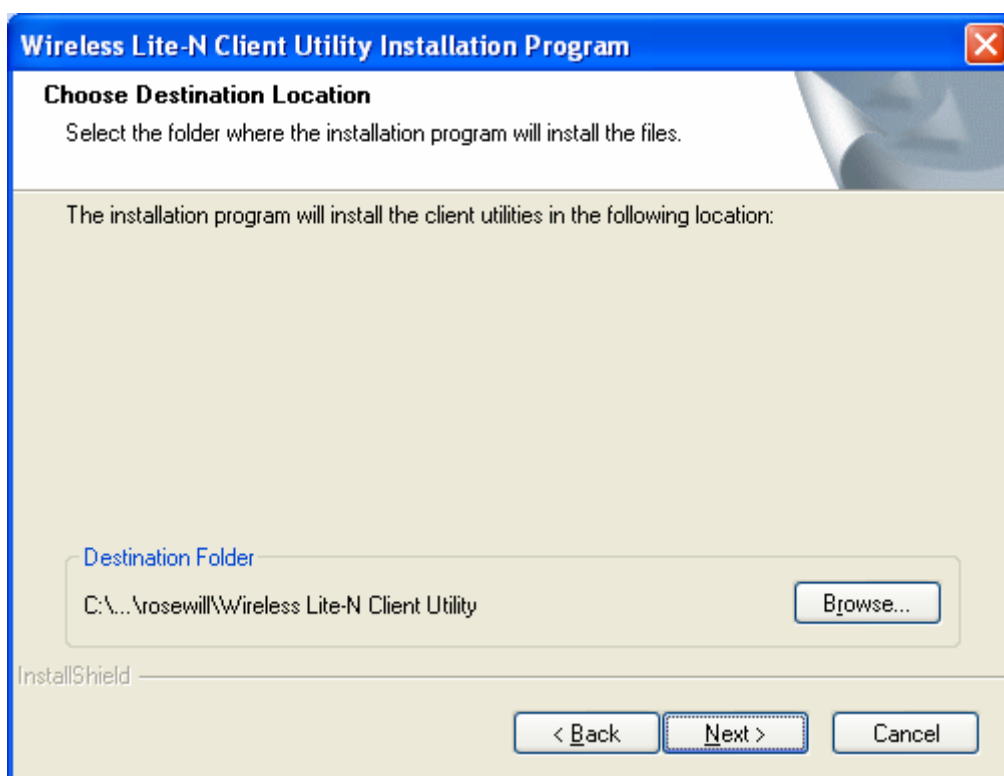 Wireless Lite-N Client Utility Installation Program
Choose Destination Location
Select the folder where the installation program will install the files.
The installation program will install the client utilities in the following location:
Destination Folder
C:\...\rosewill\Wireless Lite-N Client Utility
Browse...
InstallShield
< Back
Next >
Cancel